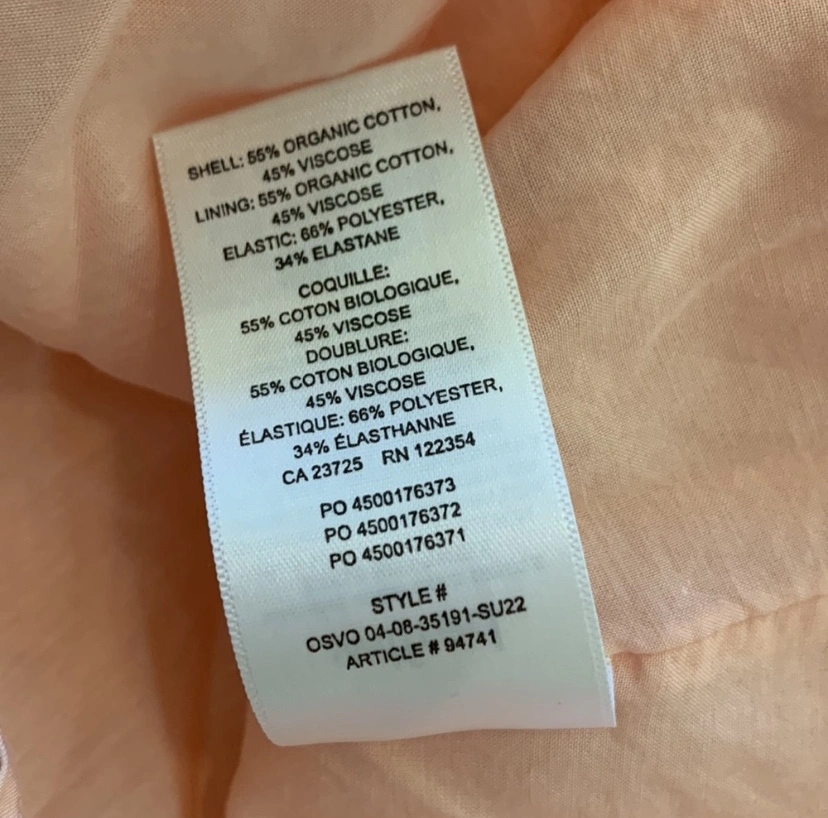 SHELL: 55% ORGANIC COTTON,
45% VISCOSE
LINING: 55% ORGANIC COTTON,
45% VISCOSE
ELASTIC: 66% POLYESTER,
34% ELASTANE
COQUILLE:
55% COTON BIOLOGIQUE,
45% VISCOSE
DOUBLURE:
55% COTON BIOLOGIQUE,
45% VISCOSE
ÉLASTIQUE: 66% POLYESTER,
34% ÉLASTHANNE
CA 23725 RN 122354
PO 4500176373
PO 4500176372
PO 4500176371
STYLE #
OSVO 04-08-35191-SU22
ARTICLE # 94741